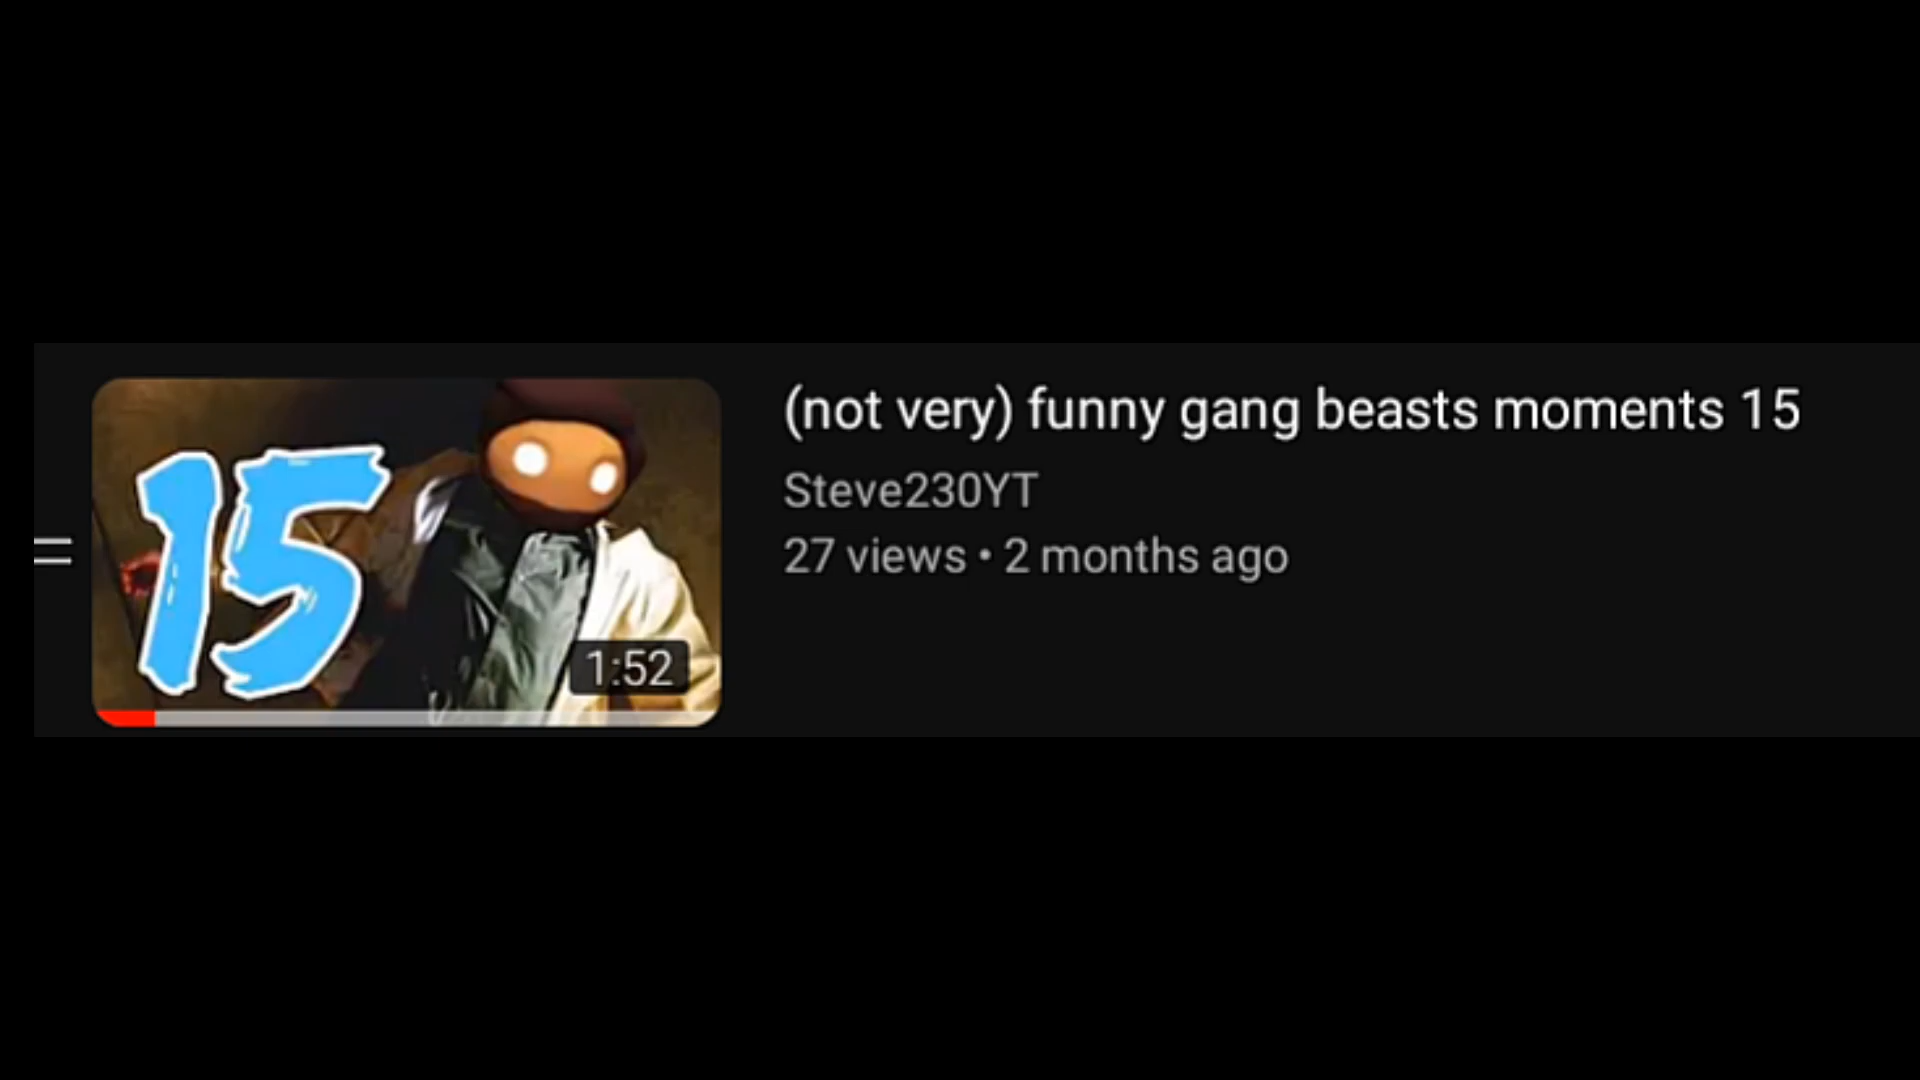 15
1:52
(not very) funny gang beasts moments 15
Steve230YT
27 views • 2 months ago